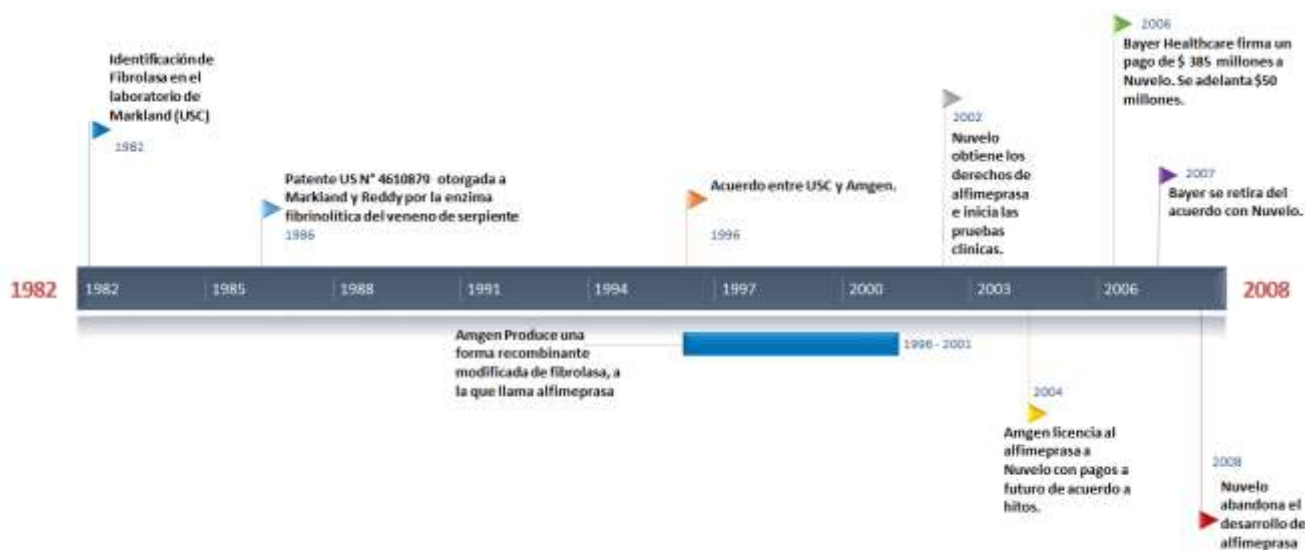 Identificación de
Fibrolasa en el
laboratorio de
Markland (USC)
1982
Patente US N° 4610879 otorgada a
Markland y Reddy por la enzima
fibrinolítica del veneno de serpiente
1986
Acuerdo entre USC y Amgen.
1996
2002
Nuvelo
obtiene los
derechos de
alfimeprasa
e inicia las
pruebas
clínicas.
2006
Bayer Healthcare firma un
pago de $ 385 millones a
Nuvelo. Se adelanta $50
millones.
2007
Bayer se retira del
acuerdo con Nuvelo.
1982
1982 1985 1988 1991 1994 1997 2000 2003 2006
2008
Amgen Produce una
forma recombinante
modificada de fibrolasa, a
la que llama alfimeprasa
1996 - 2001
2004
Amgen licencia al
alfimeprasa a
Nuvelo con pagos a
futuro de acuerdo a
hitos.
2008
Nuvelo
abandona el
desarrollo de
alfimeprasa